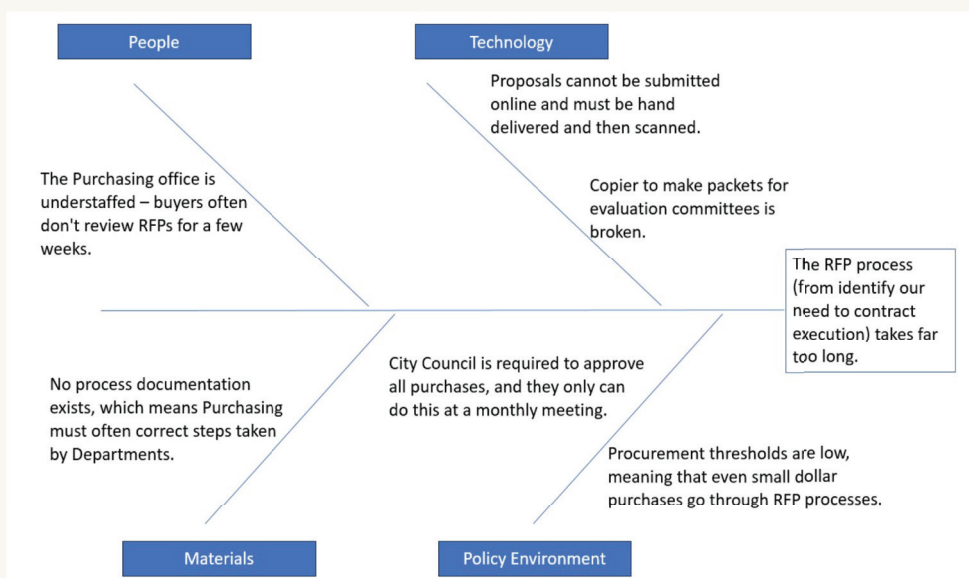 People
Technology
Proposals cannot be submitted
online and must be hand
delivered and then scanned.
The Purchasing office is
understaffed – buyers often
don't review RFPs for a few
weeks.
Copier to make packets for
evaluation committees is
broken.
The RFP process
(from identify our
need to contract
execution) takes far
too long.
No process documentation
exists, which means Purchasing
must often correct steps taken
by Departments.
City Council is required to approve
all purchases, and they only can
do this at a monthly meeting.
Procurement thresholds are low,
meaning that even small dollar
purchases go through RFP processes.
Materials
Policy Environment